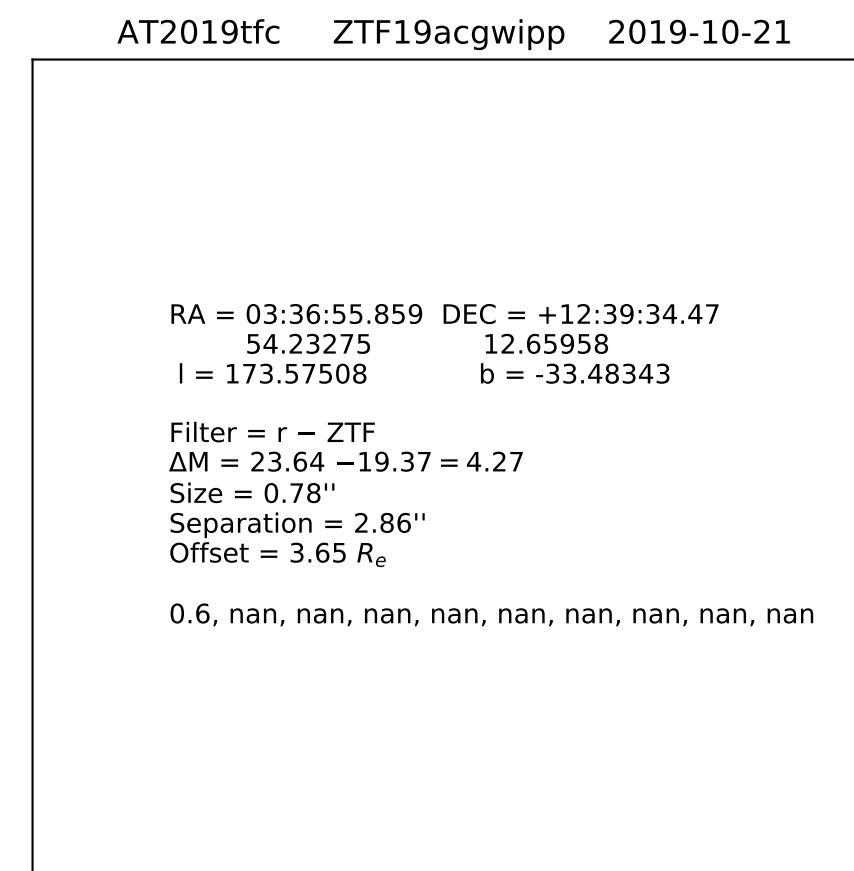 AT2019tfc ZTF19acgwipp 2019-10-21
RA = 03:36:55.859 DEC = +12:39:34.47
54.23275 12.65958
l = 173.57508 b = -33.48343
Filter = r − ZTF
ΔM = 23.64 −19.37 = 4.27
Size = 0.78''
Separation = 2.86''
Offset = 3.65 Re
0.6, nan, nan, nan, nan, nan, nan, nan, nan, nan